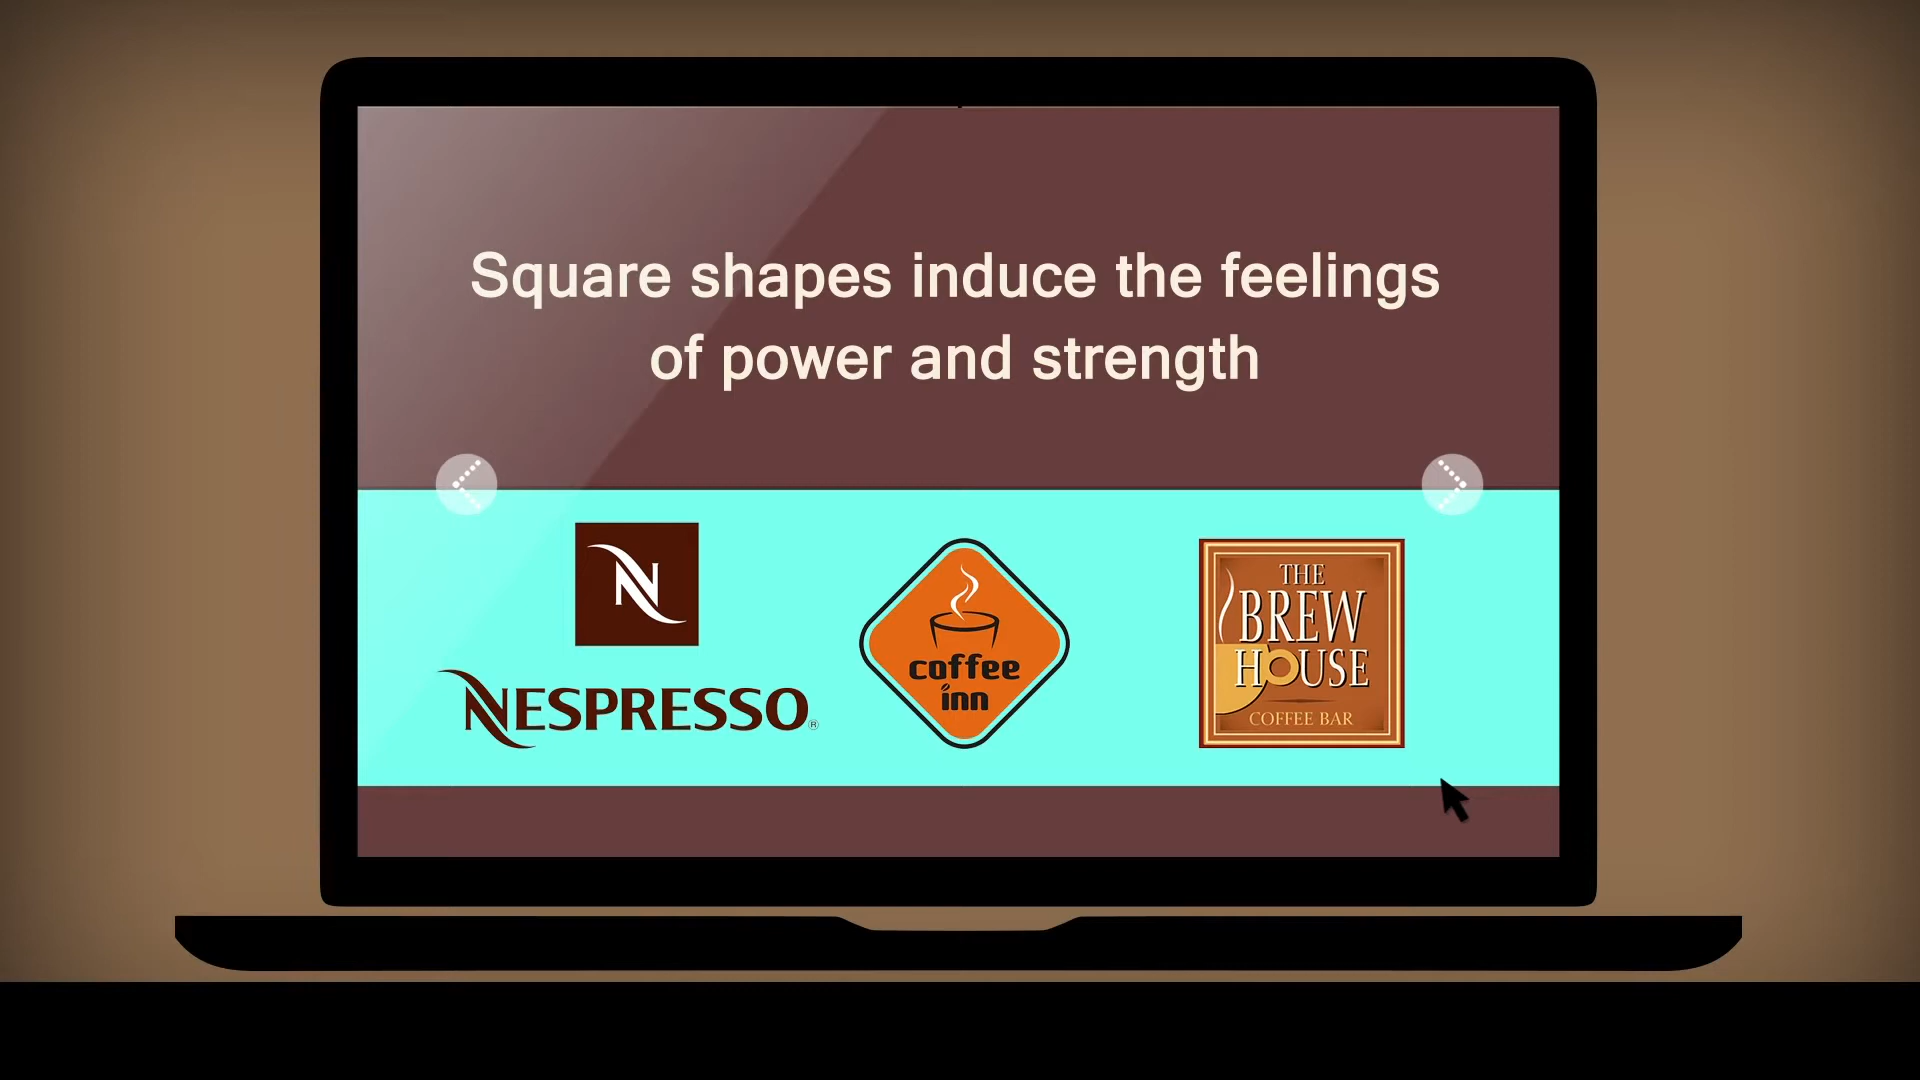 Square shapes induce the feelings
of power and strength
N
NESPRESSO®
coffee
inn
THE
BREW
HOUSE
COFFEE BAR